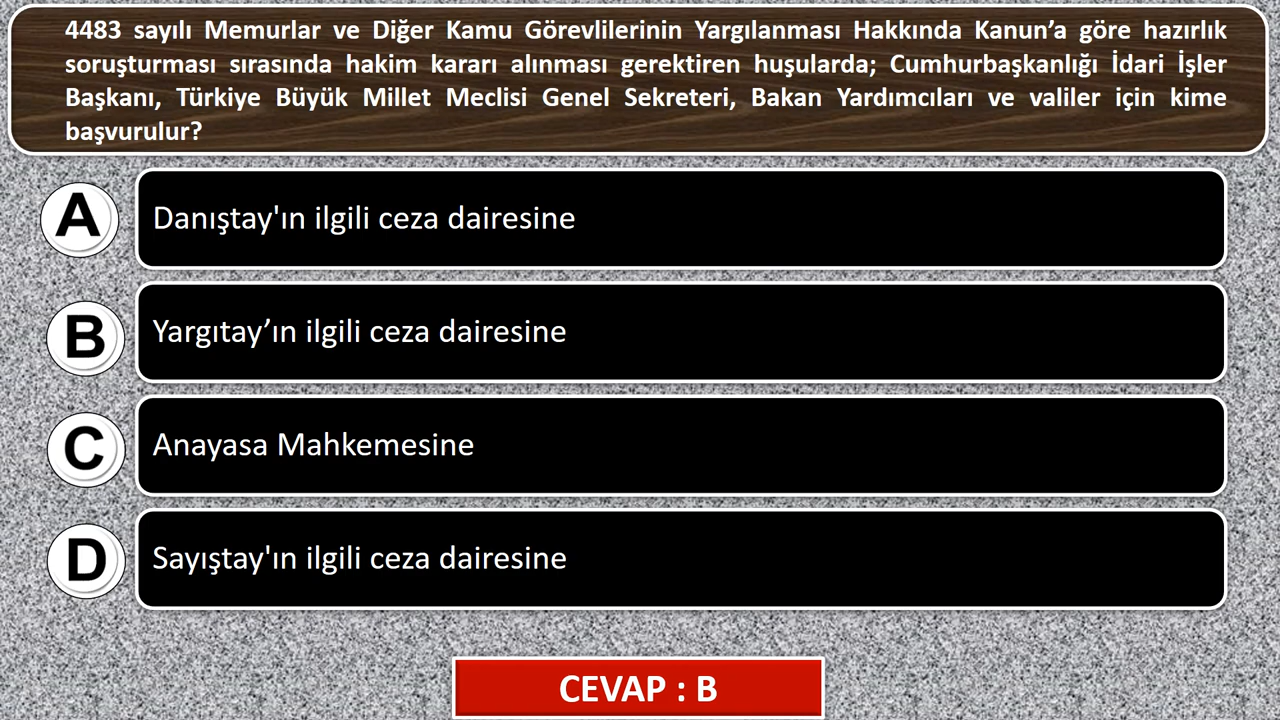 4483 sayılı Memurlar ve Diğer Kamu Görevlilerinin Yargılanması Hakkında Kanun’a göre hazırlık
soruşturması sırasında hakim kararı alınması gerektiren huşularda; Cumhurbaşkanlığı İdari İşler
Başkanı, Türkiye Büyük Millet Meclisi Genel Sekreteri, Bakan Yardımcıları ve valiler için kime
başvurulur?
A Danıştay'ın ilgili ceza dairesine
B Yargıtay’ın ilgili ceza dairesine
C Anayasa Mahkemesine
D Sayıştay'ın ilgili ceza dairesine
CEVAP : B